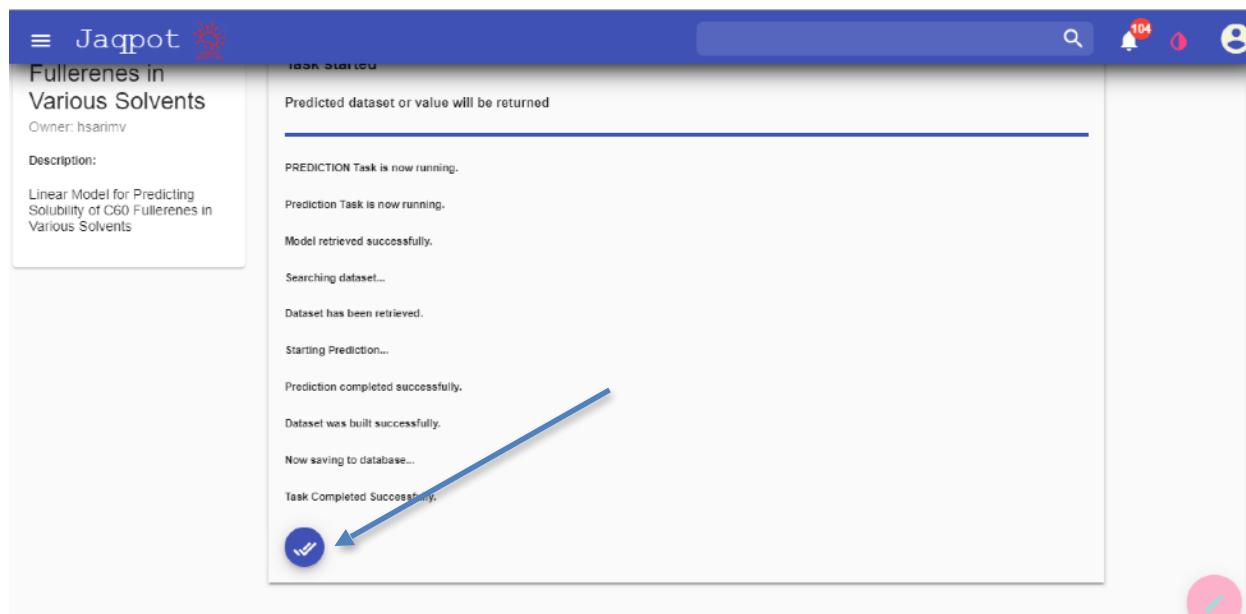 Jaqpot
104
Fullerenes in
Various Solvents
Owner: hsarimv
Description:
Linear Model for Predicting
Solubility of C60 Fullerenes in
Various Solvents
Task started
Predicted dataset or value will be returned
PREDICTION Task is now running.
Prediction Task is now running.
Model retrieved successfully.
Searching dataset...
Dataset has been retrieved.
Starting Prediction...
Prediction completed successfully.
Dataset was built successfully.
Now saving to database...
Task Completed Successfully.